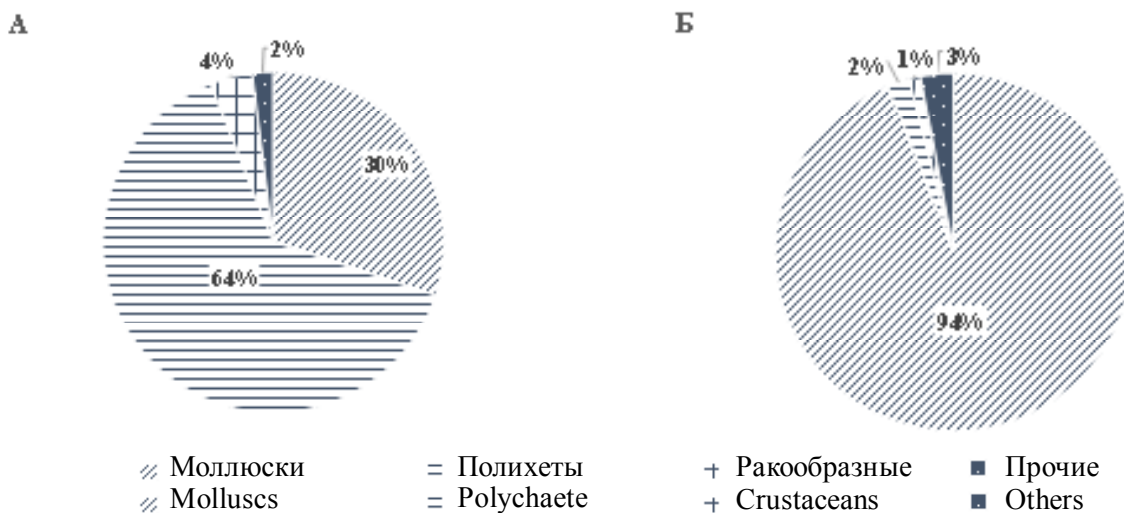 А Б
4% 2% 2% 1% 3%
30%
64%
94%
Моллюски Полихеты Ракообразные Прочие
Molluscs Polychaete Crustaceans Others